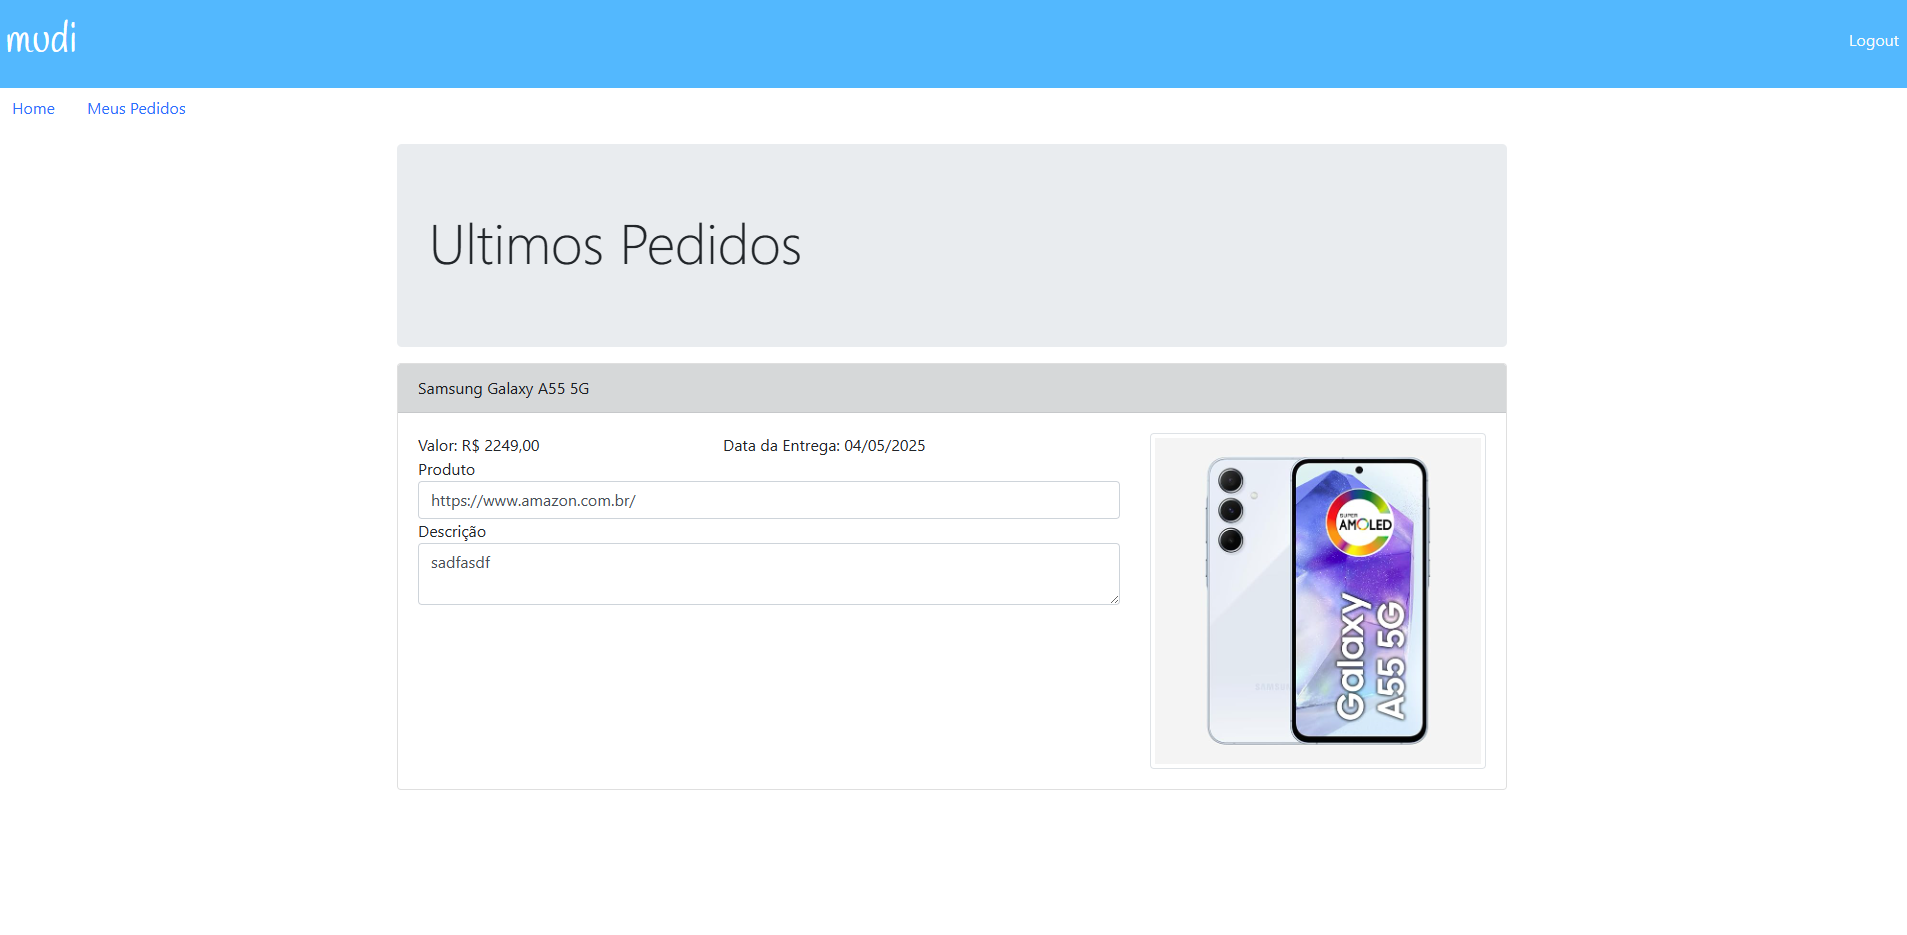 mudi
Logout
Home Meus Pedidos
Ultimos Pedidos
Samsung Galaxy A55 5G
Valor: R$ 2249,00 Data da Entrega: 04/05/2025
Produto
https://www.amazon.com.br/
Descrição
sadfasdf
SUPER
AMOLED
Galaxy
A55 5G
SAMSUNG